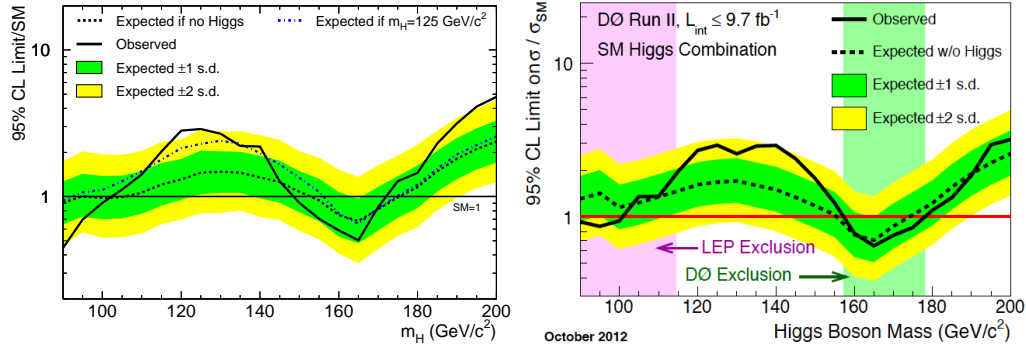 95% CL Limit/SM
10
1
Expected if no Higgs
Expected if m_H=125 GeV/c²
Observed
Expected ±1 s.d.
Expected ±2 s.d.
SM=1
100 120 140 160 180 200
m_H (GeV/c²)
95% CL Limit on σ / σ_SM
10
1
DØ Run II, L_int ≤ 9.7 fb⁻¹
SM Higgs Combination
Observed
Expected w/o Higgs
Expected ±1 s.d.
Expected ±2 s.d.
LEP Exclusion
DØ Exclusion
100 120 140 160 180 200
October 2012
Higgs Boson Mass (GeV/c²)